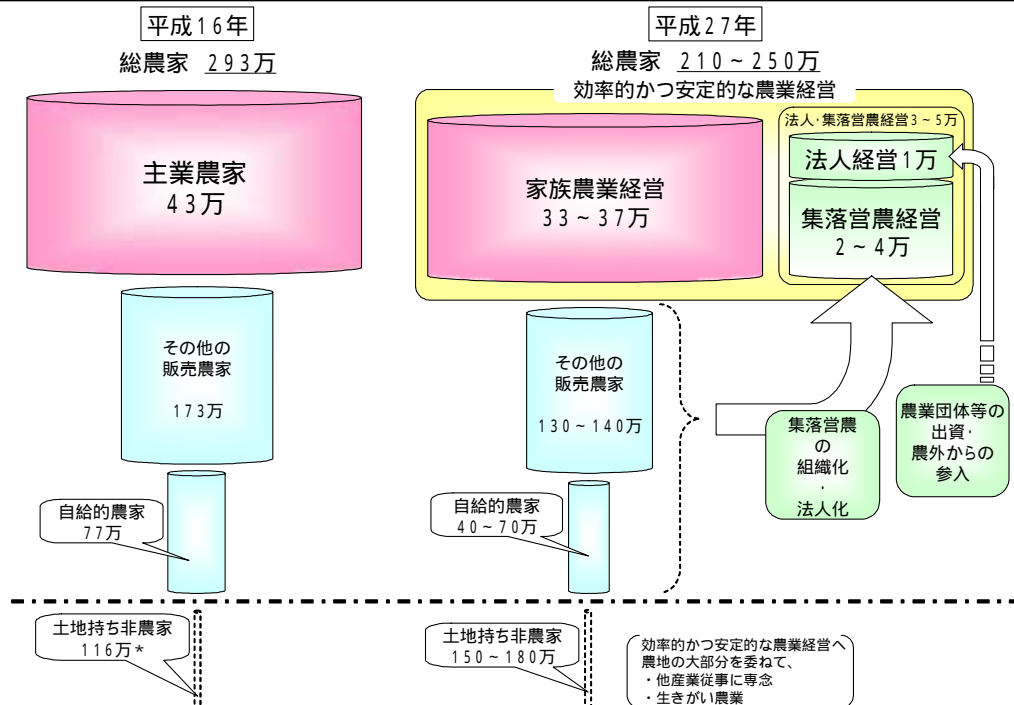 平成16年
総農家 293万
主業農家
43万
その他の
販売農家
173万
自給的農家
77万
土地持ち非農家
116万*
平成27年
総農家 210~250万
効率的かつ安定的な農業経営
家族農業経営
33~37万
法人・集落営農経営3~5万
法人経営1万
集落営農経営
2~4万
その他の
販売農家
130~140万
自給的農家
40~70万
集落営農
の
組織化
・
法人化
農業団体等の
出資・
農外からの
参入
土地持ち非農家
150~180万
効率的かつ安定的な農業経営へ
農地の大部分を委ねて、
・他産業従事に専念
・生きがい農業